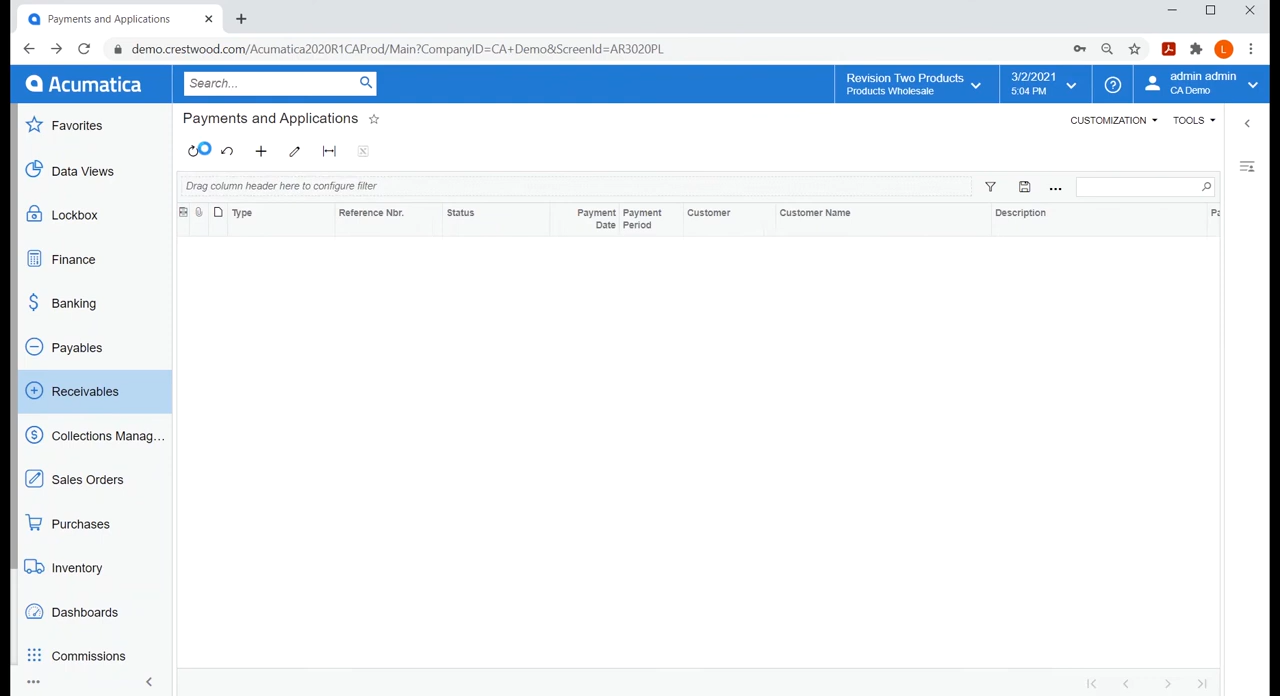 Payments and Applications
demo.crestwood.com/Acumatica2020R1CAProd/Main?CompanyID=CA+Demo&ScreenId=AR3020PL
L
Acumatica
Search...
Revision Two Products
Products Wholesale
3/2/2021
5:04 PM
admin admin
CA Demo
Favorites
Data Views
Lockbox
Finance
Banking
Payables
Receivables
Collections Manag...
Sales Orders
Purchases
Inventory
Dashboards
Commissions
Payments and Applications
CUSTOMIZATION
TOOLS
Drag column header here to configure filter
Type
Reference Nbr.
Status
Payment Date
Payment Period
Customer
Customer Name
Description
Pa